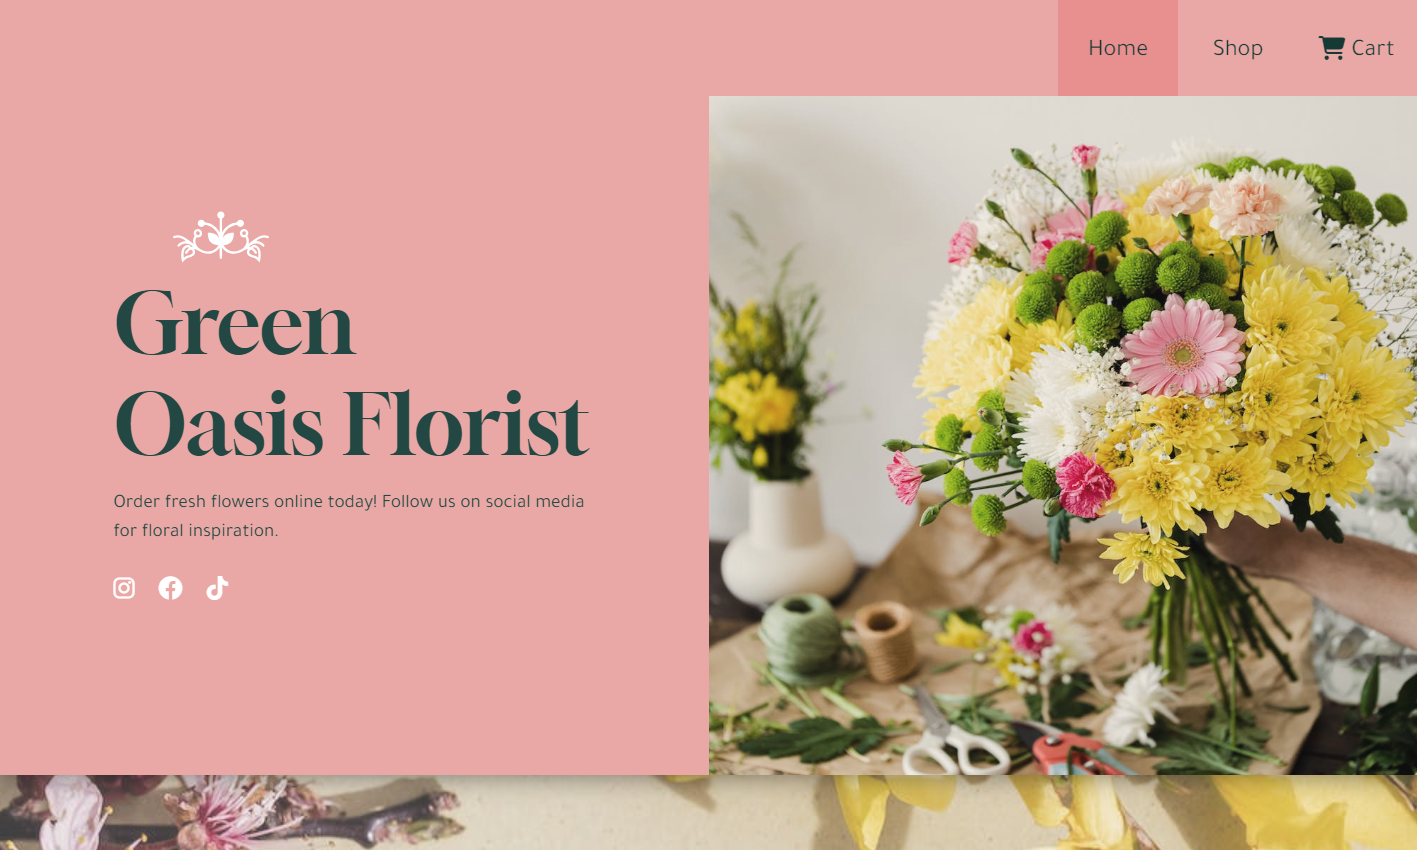 Home Shop Cart
Green
Oasis Florist
Order fresh flowers online today! Follow us on social media
for floral inspiration.